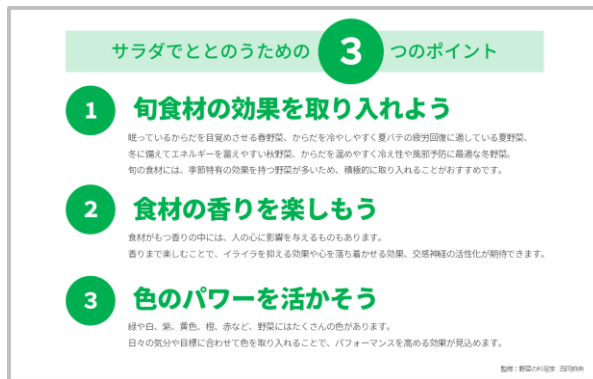 サラダでととのうための3つのポイント
1 旬食材の効果を取り入れよう
眠っているからだを目覚めさせる春野菜、からだを冷やしやすく夏バテの疲労回復に適している夏野菜、
冬に備えてエネルギーを蓄えやすい秋野菜、からだを温めやすく冷え性や風邪予防に最適な冬野菜。
旬の食材には、季節特有の効果を持つ野菜が多いため、積極的に取り入れることがおすすめです。
2 食材の香りを楽しもう
食材がもつ香りの中には、人の心に影響を与えるものもあります。
香りまで楽しむことで、イライラを抑える効果や心を落ち着かせる効果、交感神経の活性化が期待できます。
3 色のパワーを活かそう
緑や白、紫、黄色、橙、赤など、野菜にはたくさんの色があります。
日々の気分や目標に合わせて色を取り入れることで、パフォーマンスを高める効果が見込めます。
監修：野菜の料理家